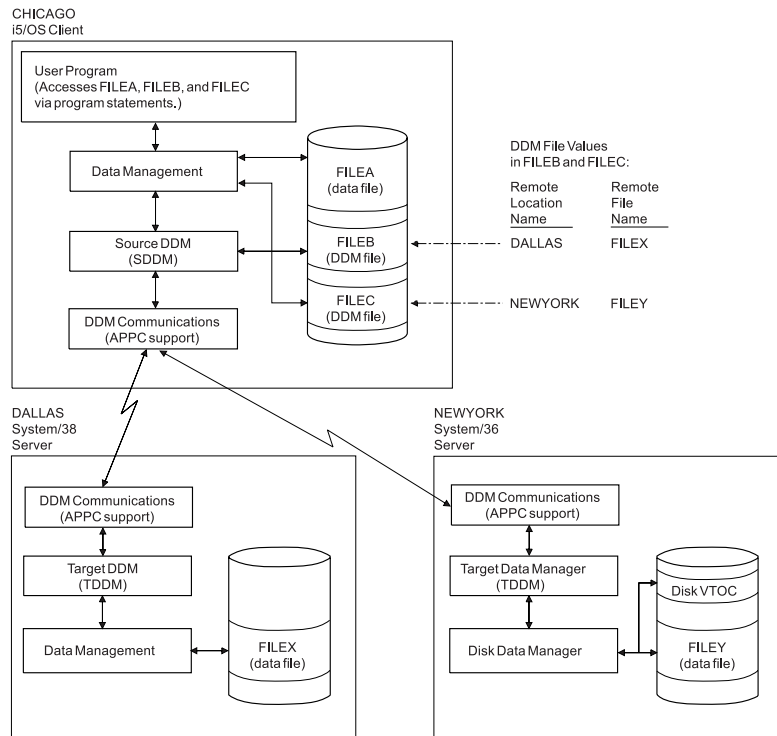 CHICAGO
i5/OS Client
User Program
(Accesses FILEA, FILEB, and FILEC
via program statements.)
Data Management
FILEA
(data file)
Source DDM
(SDDM)
FILEB
(DDM file)
FILEC
(DDM file)
DDM Communications
(APPC support)
DDM File Values
in FILEB and FILEC:
Remote
Location
Name
Remote
File
Name
DALLAS
FILEX
NEWYORK
FILEY
DALLAS
System/38
Server
DDM Communications
(APPC support)
Target DDM
(TDDM)
Data Management
FILEX
(data file)
NEWYORK
System/36
Server
DDM Communications
(APPC support)
Target Data Manager
(TDDM)
Disk Data Manager
Disk VTOC
FILEY
(data file)